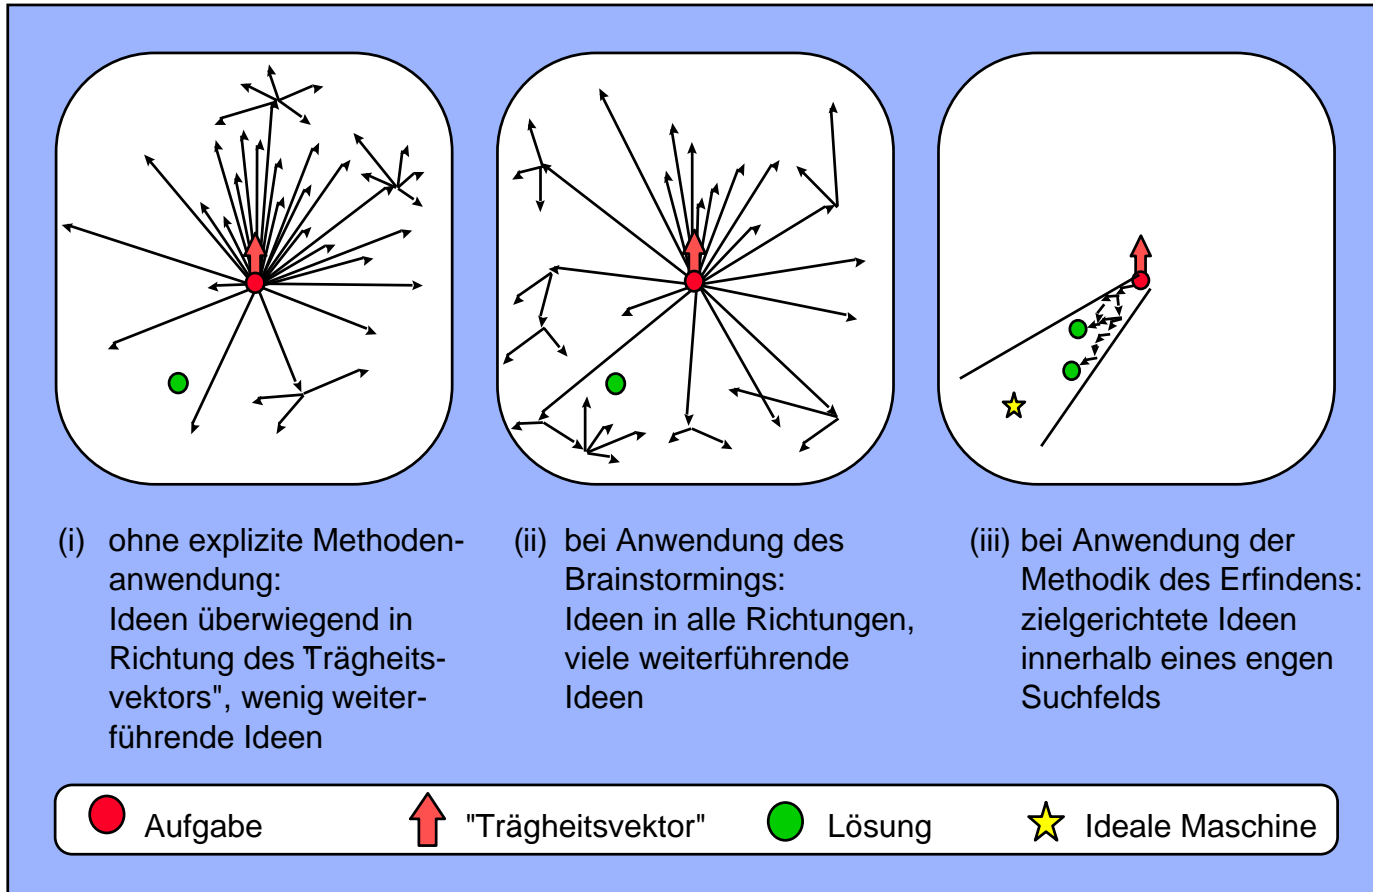 (i) ohne explizite Methoden-
anwendung:
Ideen überwiegend in
Richtung des "Trägheits-
vektors", wenig weiter-
führende Ideen
(ii) bei Anwendung des
Brainstormings:
Ideen in alle Richtungen,
viele weiterführende
Ideen
(iii) bei Anwendung der
Methodik des Erfindens:
zielgerichtete Ideen
innerhalb eines engen
Suchfelds
Aufgabe
"Trägheitsvektor"
Lösung
Ideale Maschine